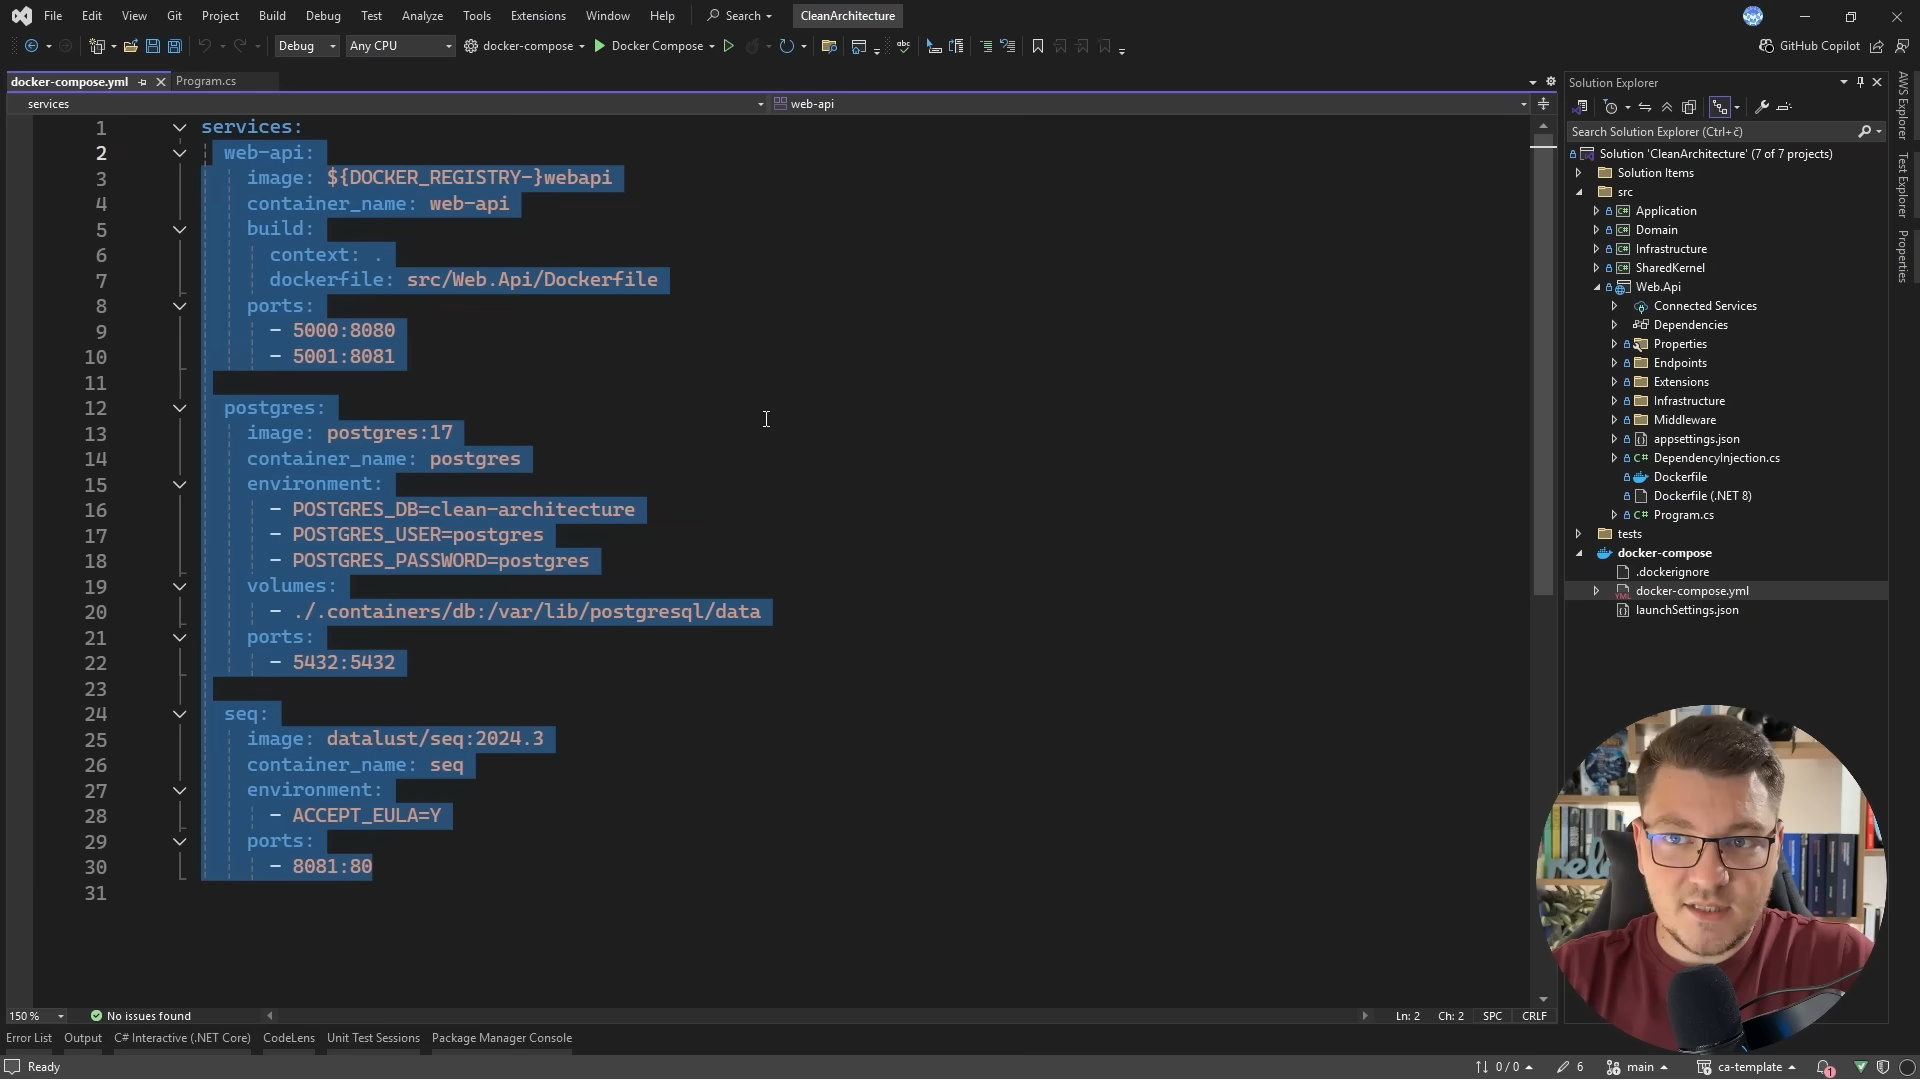 File Edit View Git Project Build Debug Test Analyze Tools Extensions Window Help Search CleanArchitecture
Debug Any CPU docker-compose Docker Compose GitHub Copilot
docker-compose.yml Program.cs
services web-api
1 services:
2 web-api:
3 image: ${DOCKER_REGISTRY-}webapi
4 container_name: web-api
5 build:
6 context: .
7 dockerfile: src/Web.Api/Dockerfile
8 ports:
9 - 5000:8080
10 - 5001:8081
11
12 postgres:
13 image: postgres:17
14 container_name: postgres
15 environment:
16 - POSTGRES_DB=clean-architecture
17 - POSTGRES_USER=postgres
18 - POSTGRES_PASSWORD=postgres
19 volumes:
20 - ./.containers/db:/var/lib/postgresql/data
21 ports:
22 - 5432:5432
23
24 seq:
25 image: datalust/seq:2024.3
26 container_name: seq
27 environment:
28 - ACCEPT_EULA=Y
29 ports:
30 - 8081:80
31
150 % No issues found Ln: 2 Ch: 2 SPC CRLF
Error List Output C# Interactive (.NET Core) CodeLens Unit Test Sessions Package Manager Console
Ready 0 / 0 6 main ca-template 1
Solution Explorer
Search Solution Explorer (Ctrl+č)
Solution 'CleanArchitecture' (7 of 7 projects)
Solution Items
src
C# Application
C# Domain
C# Infrastructure
C# SharedKernel
Web.Api
Connected Services
Dependencies
Properties
Endpoints
Extensions
Infrastructure
Middleware
appsettings.json
C# DependencyInjection.cs
Dockerfile
Dockerfile (.NET 8)
C# Program.cs
tests
docker-compose
.dockerignore
docker-compose.yml
launchSettings.json
AWS Explorer
Test Explorer
Properties